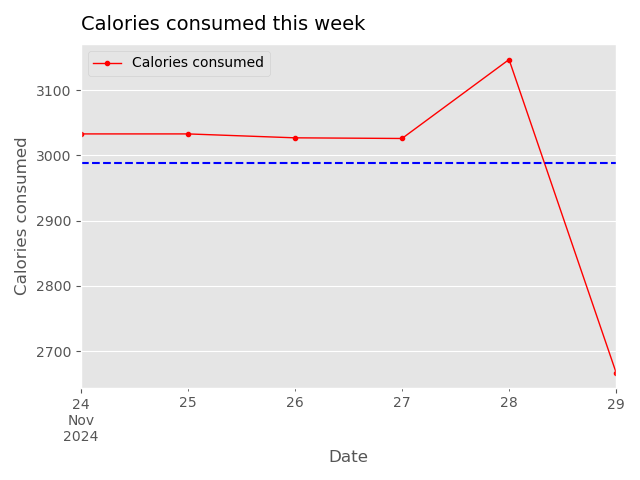 Calories consumed this week
Calories consumed
3100
3000
2900
2800
2700
Calories consumed
24 25 26 27 28 29
Nov
2024
Date